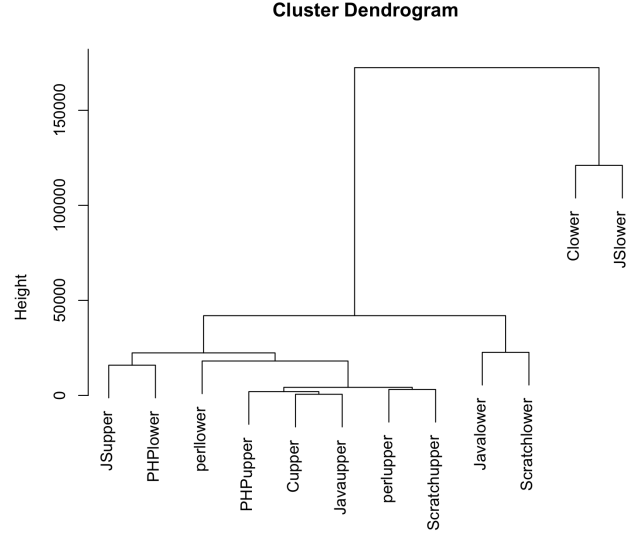 Cluster Dendrogram
Height
150000
100000
50000
0
JSupper
PHPlower
perllower
PHPupper
Cupper
Javaupper
perlupper
Scratchupper
Javalower
Scratchlower
Clower
JSlower